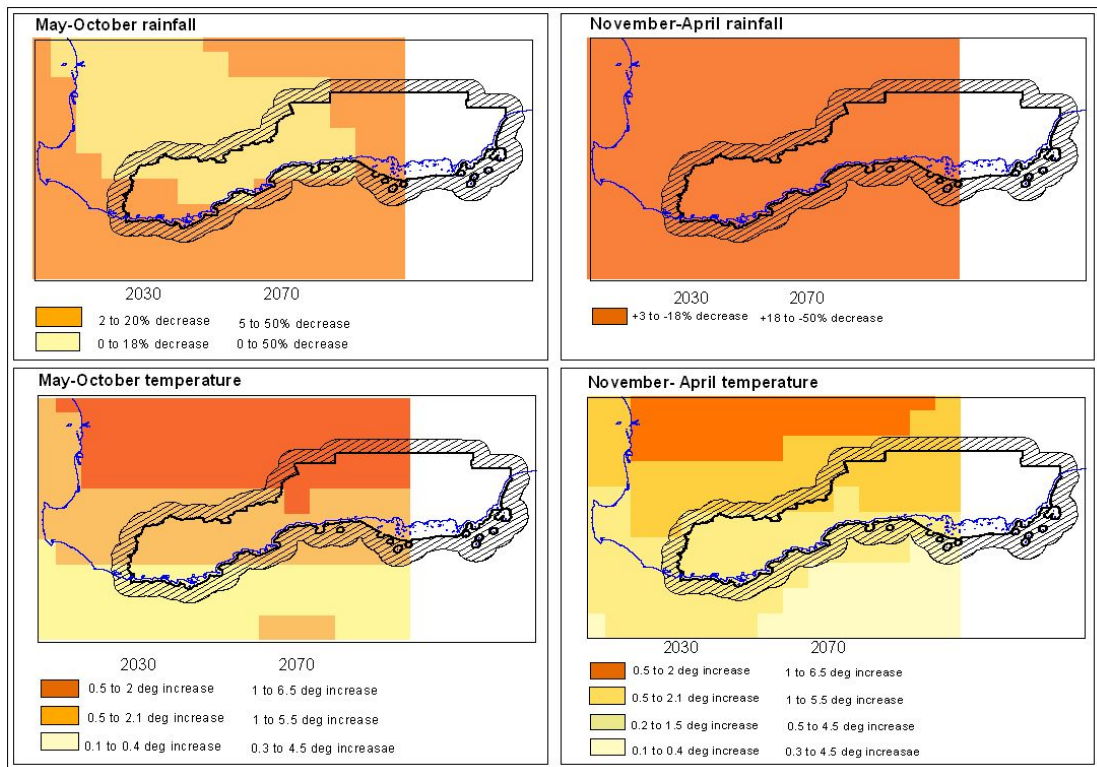 May-October rainfall
2030 2070
2 to 20% decrease 5 to 50% decrease
0 to 18% decrease 0 to 50% decrease
November-April rainfall
2030 2070
+3 to -18% decrease +18 to -50% decrease
May-October temperature
2030 2070
0.5 to 2 deg increase 1 to 6.5 deg increase
0.5 to 2.1 deg increase 1 to 5.5 deg increase
0.1 to 0.4 deg increase 0.3 to 4.5 deg increasae
November- April temperature
2030 2070
0.5 to 2 deg increase 1 to 6.5 deg increase
0.5 to 2.1 deg increase 1 to 5.5 deg increase
0.2 to 1.5 deg increase 0.5 to 4.5 deg increase
0.1 to 0.4 deg increase 0.3 to 4.5 deg increasae